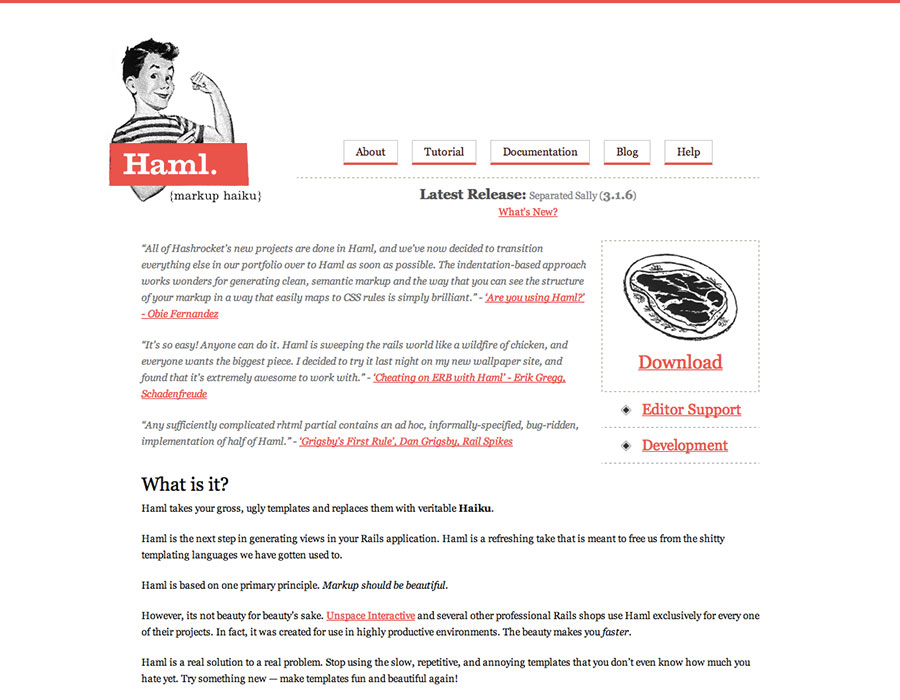 Haml.
{markup haiku}
About
Tutorial
Documentation
Blog
Help
Latest Release: Separated Sally (3.1.6)
What's New?
“All of Hashrocket's new projects are done in Haml, and we've now decided to transition
everything else in our portfolio over to Haml as soon as possible. The indentation-based approach
works wonders for generating clean, semantic markup and the way that you can see the structure
of your markup in a way that easily maps to CSS rules is simply brilliant.” - ‘Are you using Haml?’
- Obie Fernandez
“It's so easy! Anyone can do it. Haml is sweeping the rails world like a wildfire of chicken, and
everyone wants the biggest piece. I decided to try it last night on my new wallpaper site, and
found that it's extremely awesome to work with.” - ‘Cheating on ERB with Haml’ - Erik Gregg,
Schadenfreude
“Any sufficiently complicated rhtml partial contains an ad hoc, informally-specified, bug-ridden,
implementation of half of Haml.” - ‘Grigsby's First Rule’, Dan Grigsby, Rail Spikes
Download
Editor Support
Development
What is it?
Haml takes your gross, ugly templates and replaces them with veritable Haiku.
Haml is the next step in generating views in your Rails application. Haml is a refreshing take that is meant to free us from the shitty
templating languages we have gotten used to.
Haml is based on one primary principle. Markup should be beautiful.
However, its not beauty for beauty's sake. Unspace Interactive and several other professional Rails shops use Haml exclusively for every one
of their projects. In fact, it was created for use in highly productive environments. The beauty makes you faster.
Haml is a real solution to a real problem. Stop using the slow, repetitive, and annoying templates that you don't even know how much you
hate yet. Try something new — make templates fun and beautiful again!